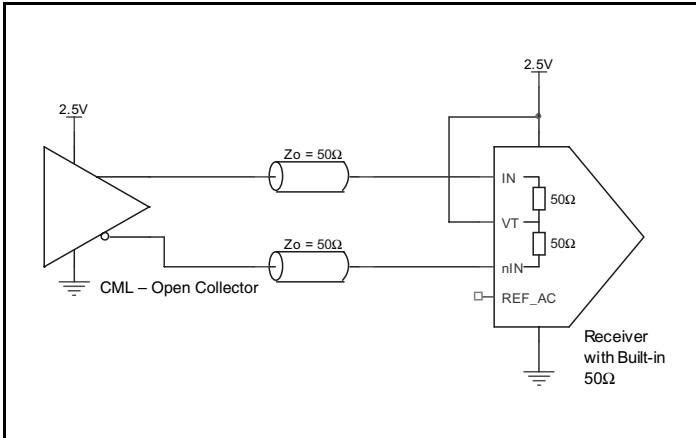 2.5V
2.5V
Zo = 50Ω
IN
50Ω
VT
Zo = 50Ω
50Ω
nIN
CML – Open Collector
REF_AC
Receiver
with Built-in
50Ω